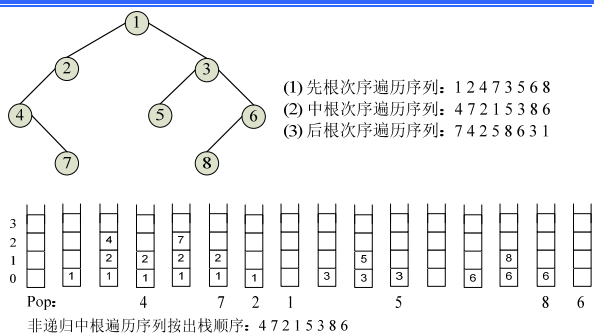 1
2
3
4
5
6
7
8
(1) 先根次序遍历序列：1 2 4 7 3 5 6 8
(2) 中根次序遍历序列：4 7 2 1 5 3 8 6
(3) 后根次序遍历序列：7 4 2 5 8 6 3 1
3
2 4 7
1 2 2 2 2 5 8
0 1 1 1 1 1 1 3 3 3 6 6 6
Pop： 4 7 2 1 5 8 6
非递归中根遍历序列按出栈顺序：4 7 2 1 5 3 8 6